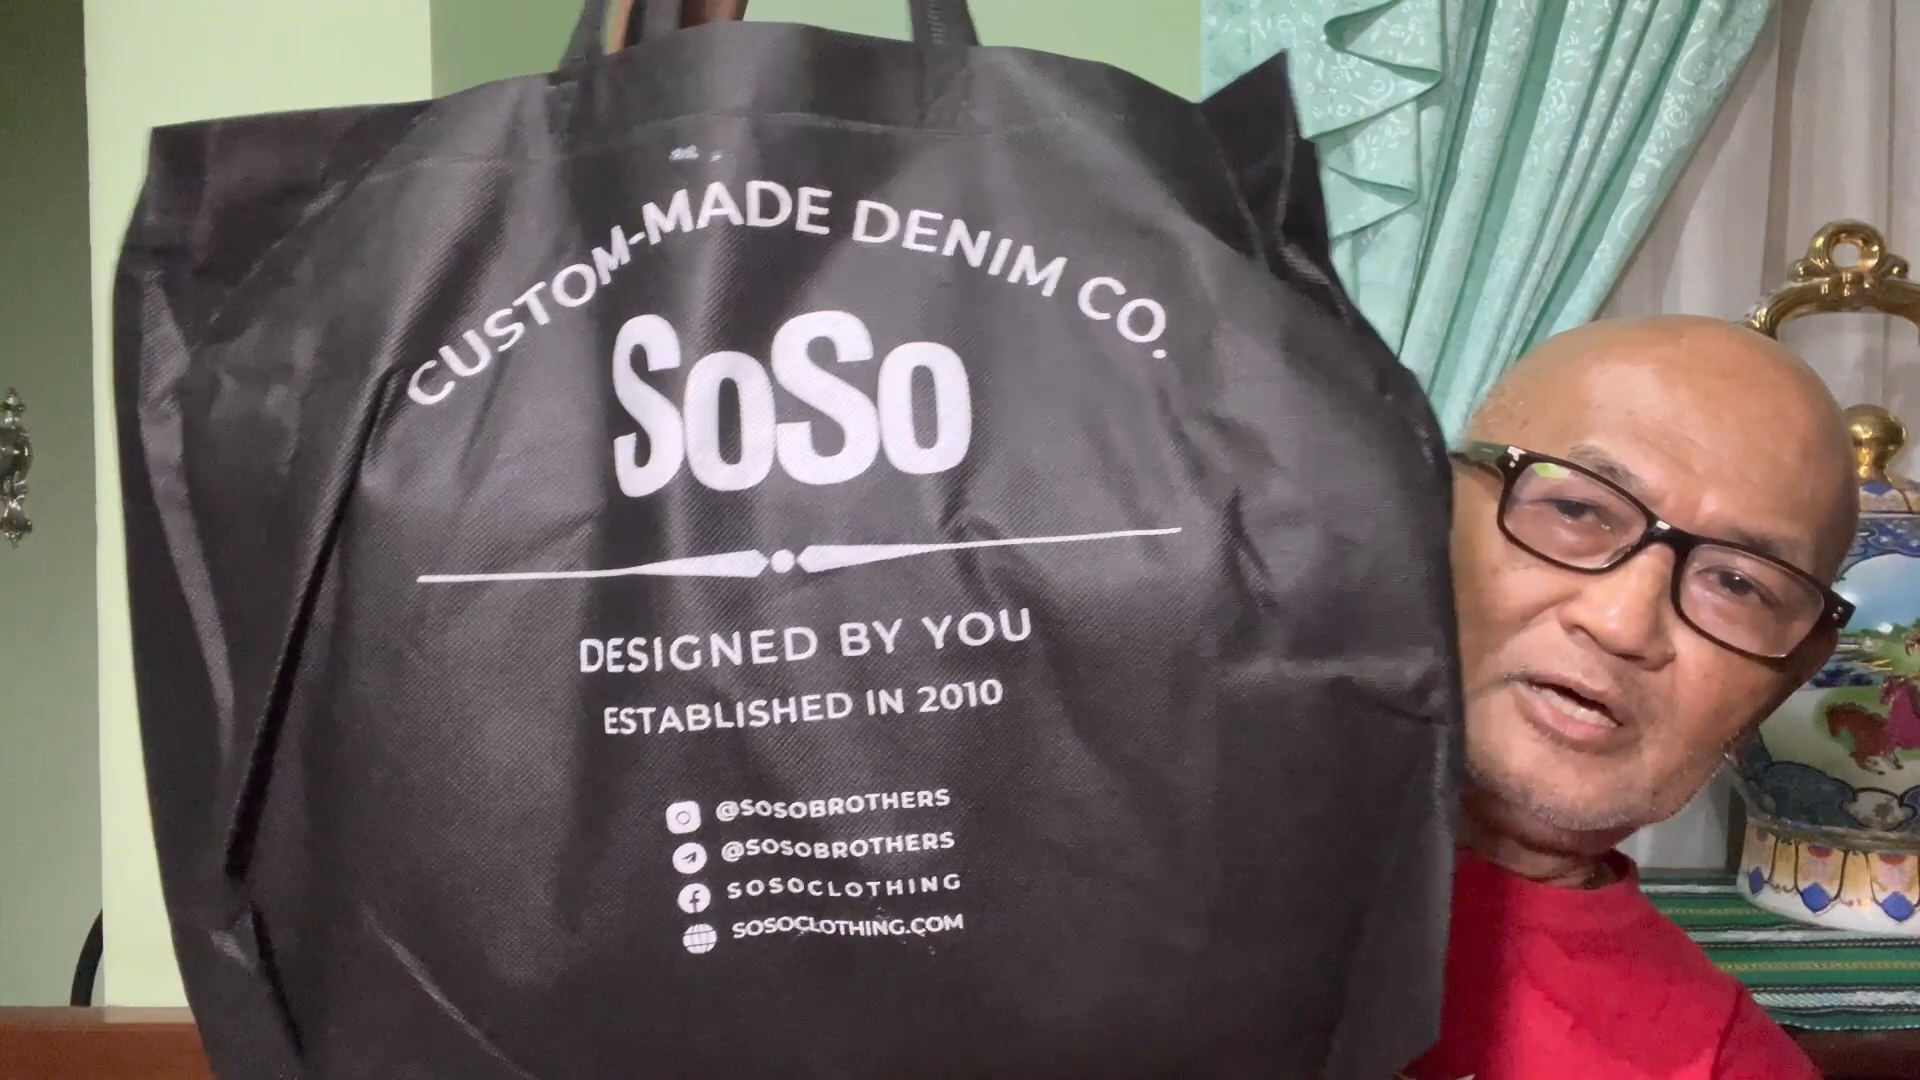 CUSTOM-MADE DENIM CO.
SoSo
DESIGNED BY YOU
ESTABLISHED IN 2010
@SOSOBROTHERS
@SOSOBROTHERS
SOSOCLOTHING
SOSOCLOTHING.COM